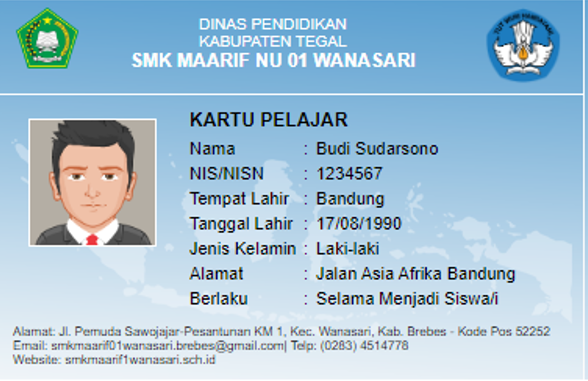 DINAS PENDIDIKAN
KABUPATEN TEGAL
SMK MAARIF NU 01 WANASARI
TUT WURI HANDAYANI
KARTU PELAJAR
Nama : Budi Sudarsono
NIS/NISN : 1234567
Tempat Lahir : Bandung
Tanggal Lahir : 17/08/1990
Jenis Kelamin : Laki-laki
Alamat : Jalan Asia Afrika Bandung
Berlaku : Selama Menjadi Siswa/i
Alamat: Jl. Pemuda Sawojajar-Pesantunan KM 1, Kec. Wanasari, Kab. Brebes - Kode Pos 52252
Email: smkmaarif01wanasari.brebes@gmail.com| Telp: (0283) 4514778
Website: smkmaarif1wanasari.sch.id